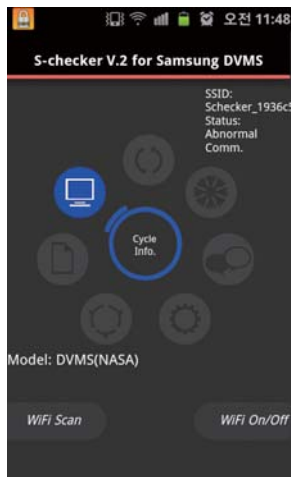 오전 11:48
S-checker V.2 for Samsung DVMS
SSID:
Schecker_1936c5
Status:
Abnormal
Comm.
Cycle
Info.
Model: DVMS(NASA)
WiFi Scan
WiFi On/Off